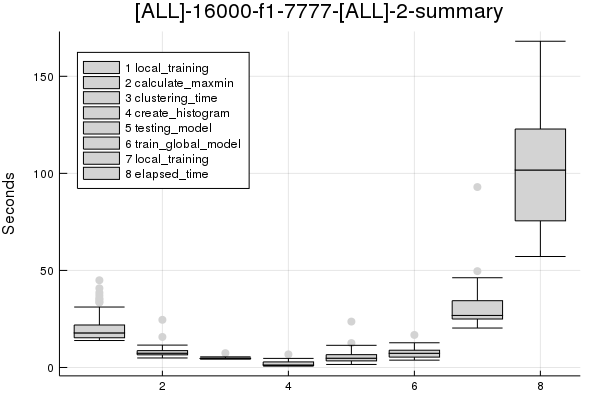 [ALL]-16000-f1-7777-[ALL]-2-summary
Seconds
150
100
50
0
1 local_training
2 calculate_maxmin
3 clustering_time
4 create_histogram
5 testing_model
6 train_global_model
7 local_training
8 elapsed_time
2
4
6
8